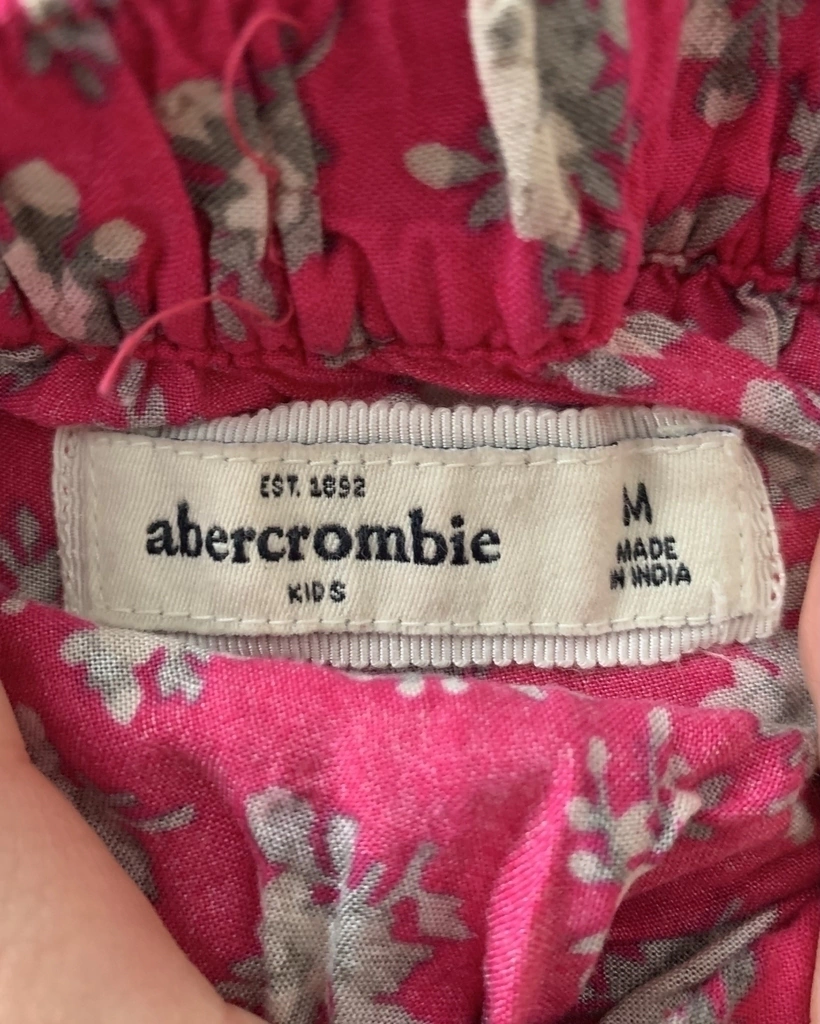 EST. 1892
abercrombie
KIDS
M
MADE
IN INDIA